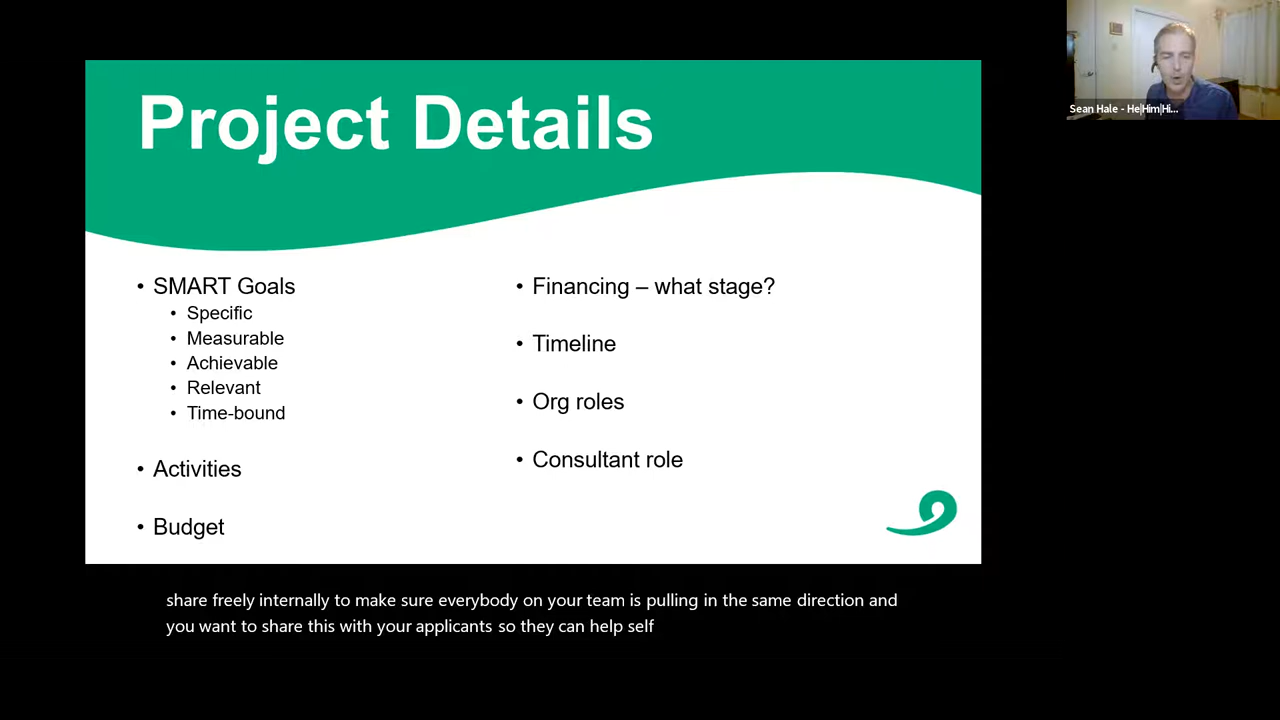 Project Details
• SMART Goals
• Specific
• Measurable
• Achievable
• Relevant
• Time-bound
• Activities
• Budget
• Financing – what stage?
• Timeline
• Org roles
• Consultant role
Sean Hale - He|Him|Hi...
share freely internally to make sure everybody on your team is pulling in the same direction and
you want to share this with your applicants so they can help self